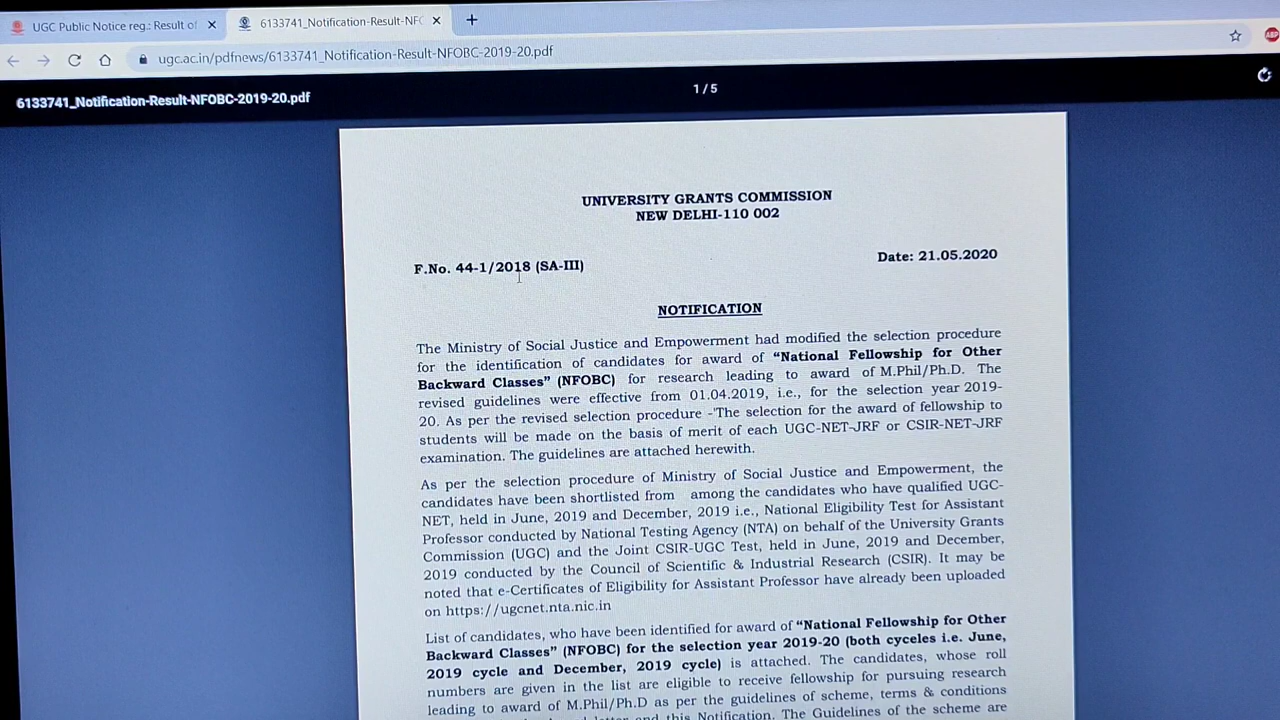 UGC Public Notice reg.: Result of
6133741_Notification-Result-NFO
ugc.ac.in/pdfnews/6133741_Notification-Result-NFOBC-2019-20.pdf
ABP
6133741_Notification-Result-NFOBC-2019-20.pdf
1 / 5
UNIVERSITY GRANTS COMMISSION
NEW DELHI-110 002
F.No. 44-1/2018 (SA-III)
Date: 21.05.2020
NOTIFICATION
The Ministry of Social Justice and Empowerment had modified the selection procedure
for the identification of candidates for award of “National Fellowship for Other
Backward Classes” (NFOBC) for research leading to award of M.Phil/Ph.D. The
revised guidelines were effective from 01.04.2019, i.e., for the selection year 2019-
20. As per the revised selection procedure -'The selection for the award of fellowship to
students will be made on the basis of merit of each UGC-NET-JRF or CSIR-NET-JRF
examination. The guidelines are attached herewith.
As per the selection procedure of Ministry of Social Justice and Empowerment, the
candidates have been shortlisted from among the candidates who have qualified UGC-
NET, held in June, 2019 and December, 2019 i.e., National Eligibility Test for Assistant
Professor conducted by National Testing Agency (NTA) on behalf of the University Grants
Commission (UGC) and the Joint CSIR-UGC Test, held in June, 2019 and December,
2019 conducted by the Council of Scientific & Industrial Research (CSIR). It may be
noted that e-Certificates of Eligibility for Assistant Professor have already been uploaded
on https://ugcnet.nta.nic.in
List of candidates, who have been identified for award of “National Fellowship for Other
Backward Classes” (NFOBC) for the selection year 2019-20 (both cyceles i.e. June,
2019 cycle and December, 2019 cycle) is attached. The candidates, whose roll
numbers are given in the list are eligible to receive fellowship for pursuing research
leading to award of M.Phil/Ph.D as per the guidelines of scheme, terms & conditions
and this Notification. The Guidelines of the scheme are